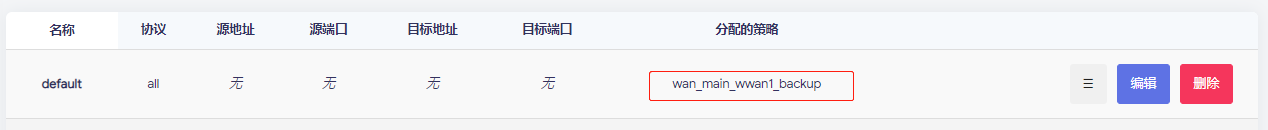 名称 协议 源地址 源端口 目标地址 目标端口 分配的策略
default all 无 无 无 无 wan_main_wwan1_backup ☰ 编辑 删除